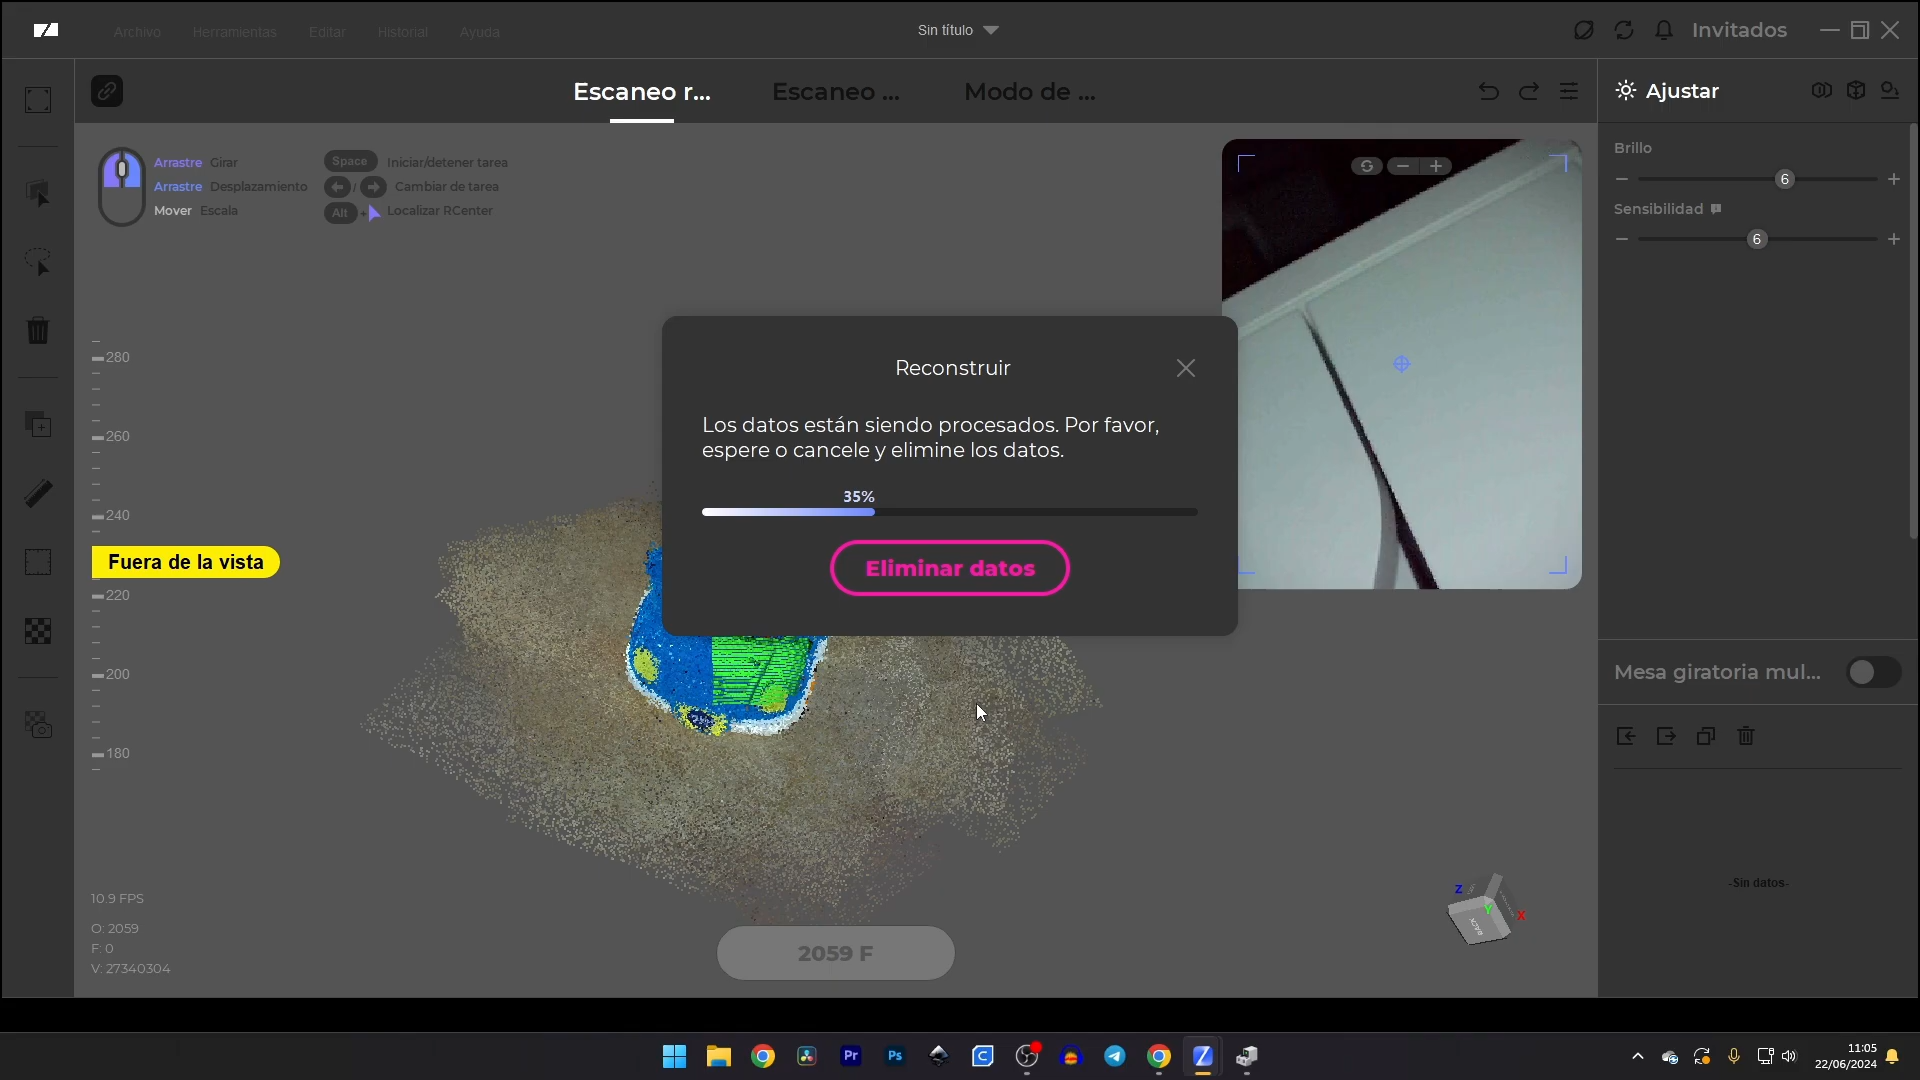 Archivo Herramientas Editar Historial Ayuda
Sin título
Invitados
Escaneo r... Escaneo ... Modo de ...
Ajustar
Arrastre Girar
Space Iniciar/detener tarea
Arrastre Desplazamiento
/ Cambiar de tarea
Mover Escala
Alt + Localizar RCenter
Brillo
6
Sensibilidad
6
280
260
240
Fuera de la vista
220
200
180
Reconstruir
Los datos están siendo procesados. Por favor,
espere o cancele y elimine los datos.
35%
Eliminar datos
Mesa giratoria mul...
-Sin datos-
10.9 FPS
O: 2059
F: 0
V: 27340304
2059 F
Z
Y
X
BACK
Pr
Ps
C
Z
11:05
22/06/2024